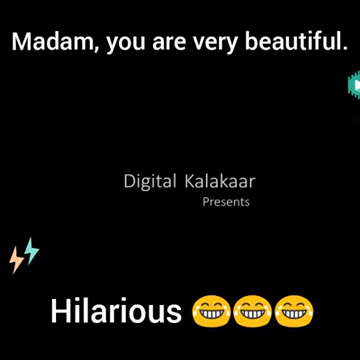 Madam, you are very beautiful.
Digital Kalakaar
Presents
Hilarious 😂😂😂